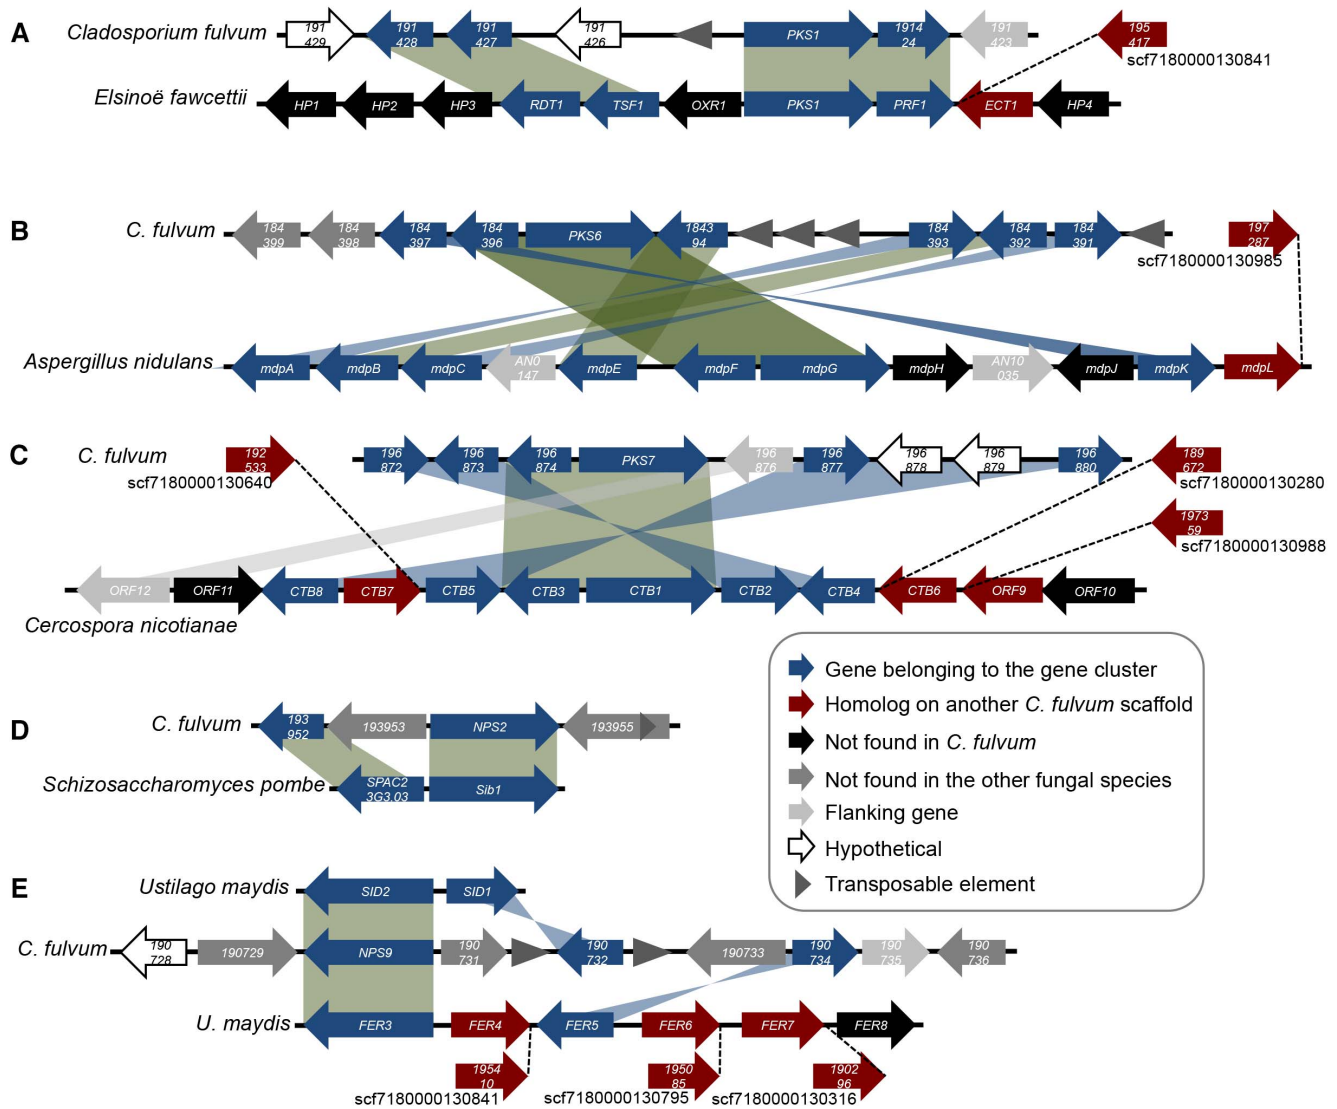 A
Cladosporium fulvum
191
429
191
428
191
427
191
426
PKS1
1914
24
191
423
195
417
scf7180000130841
Elsinoë fawcettii
HP1
HP2
HP3
RDT1
TSF1
OXR1
PKS1
PRF1
ECT1
HP4
B
C. fulvum
184
399
184
398
184
397
184
396
PKS6
1843
94
184
393
184
392
184
391
197
287
scf7180000130985
Aspergillus nidulans
mdpA
mdpB
mdpC
AN0
147
mdpE
mdpF
mdpG
mdpH
AN10
035
mdpJ
mdpK
mdpL
C
C. fulvum
192
533
scf7180000130640
196
872
196
873
196
874
PKS7
196
876
196
877
196
878
196
879
196
880
189
672
scf7180000130280
1973
59
scf7180000130988
ORF12
ORF11
CTB8
CTB7
CTB5
CTB3
CTB1
CTB2
CTB4
CTB6
ORF9
ORF10
Cercospora nicotianae
Gene belonging to the gene cluster
Homolog on another C. fulvum scaffold
Not found in C. fulvum
Not found in the other fungal species
Flanking gene
Hypothetical
Transposable element
D
C. fulvum
193
952
193953
NPS2
193955
Schizosaccharomyces pombe
SPAC2
3G3.03
Sib1
E
Ustilago maydis
SID2
SID1
C. fulvum
190
728
190729
NPS9
190
731
190
732
190733
190
734
190
735
190
736
U. maydis
FER3
FER4
FER5
FER6
FER7
FER8
1954
10
scf7180000130841
1950
85
scf7180000130795
1902
96
scf7180000130316